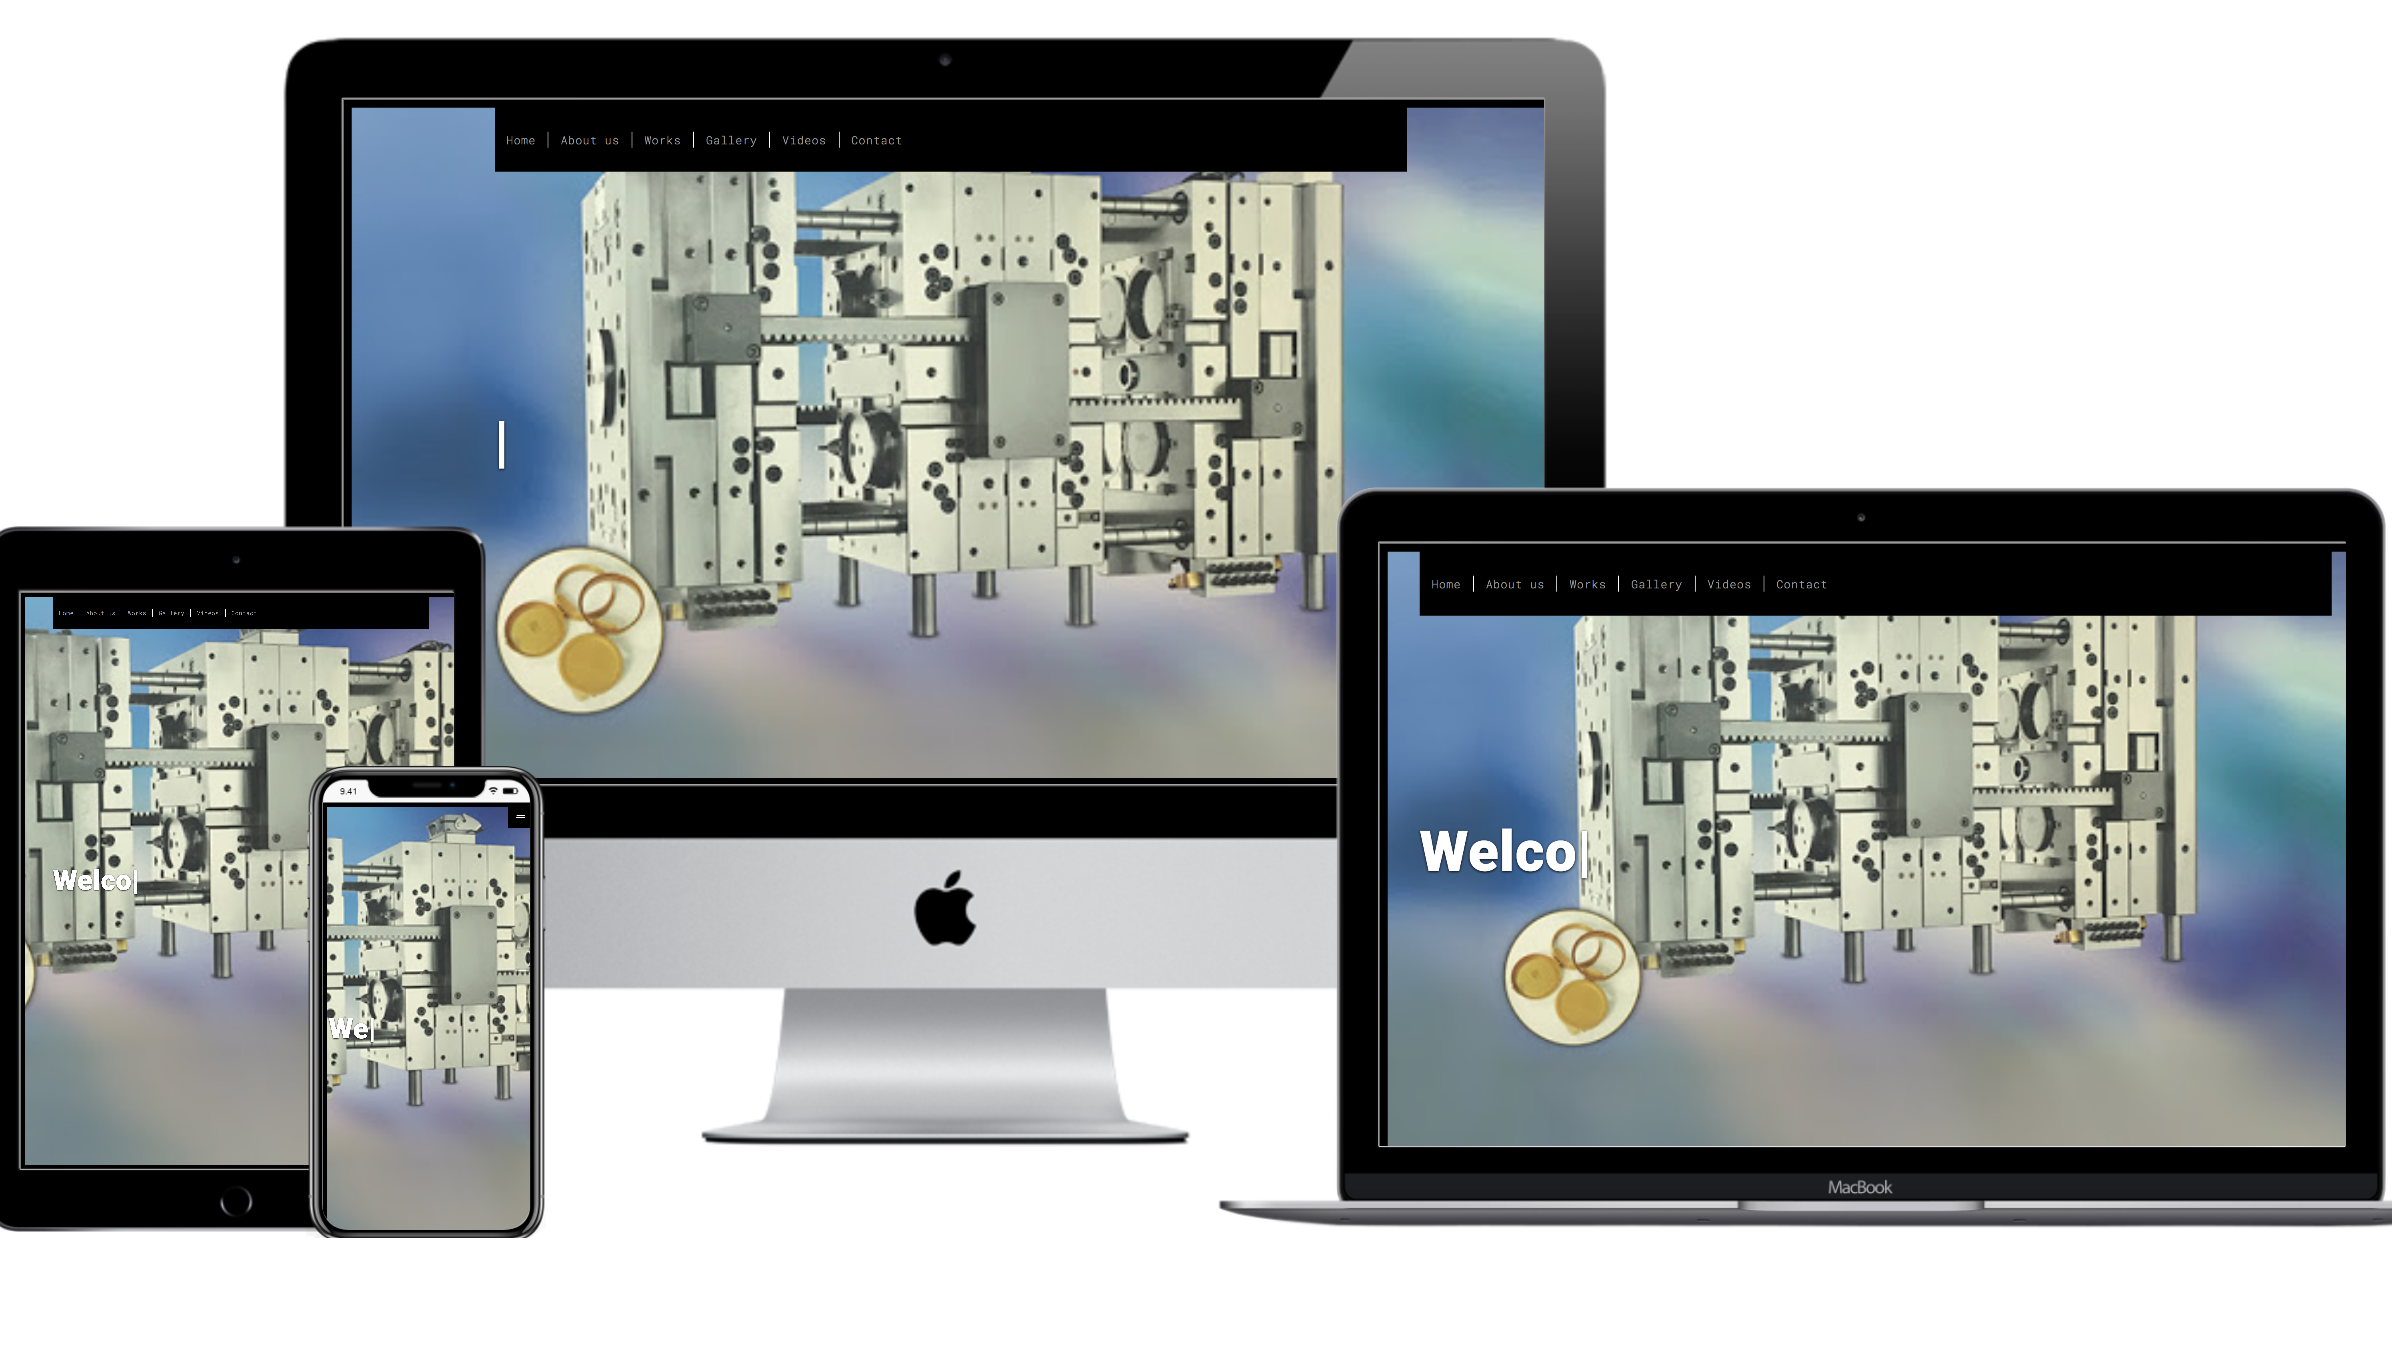 Home | About us | Works | Gallery | Videos | Contact
Home | About us | Works | Gallery | Videos | Contact
Home | About us | Works | Gallery | Videos | Contact
9.41
Welco|
Welco|
We|
MacBook